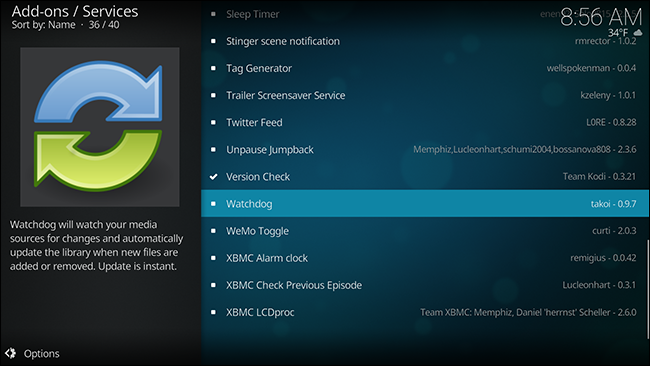 Add-ons / Services
Sort by: Name · 36 / 40
8:56 AM
34°F
Sleep Timer
Stinger scene notification rmrector - 1.0.2
Tag Generator wellspokenman - 0.0.4
Trailer Screensaver Service kzeleny - 1.0.1
Twitter Feed L0RE - 0.8.28
Unpause Jumpback Memphiz,Lucleonhart,schumi2004,bossanova808 - 2.3.6
Version Check Team Kodi - 0.3.21
Watchdog takoi - 0.9.7
WeMo Toggle curti - 2.0.3
XBMC Alarm clock remigius - 0.0.42
XBMC Check Previous Episode Lucleonhart - 0.3.1
XBMC LCDproc Team XBMC: Memphiz, Daniel 'herrnst' Scheller - 2.6.0
Watchdog will watch your media
sources for changes and automatically
update the library when new files are
added or removed. Update is instant.
Options